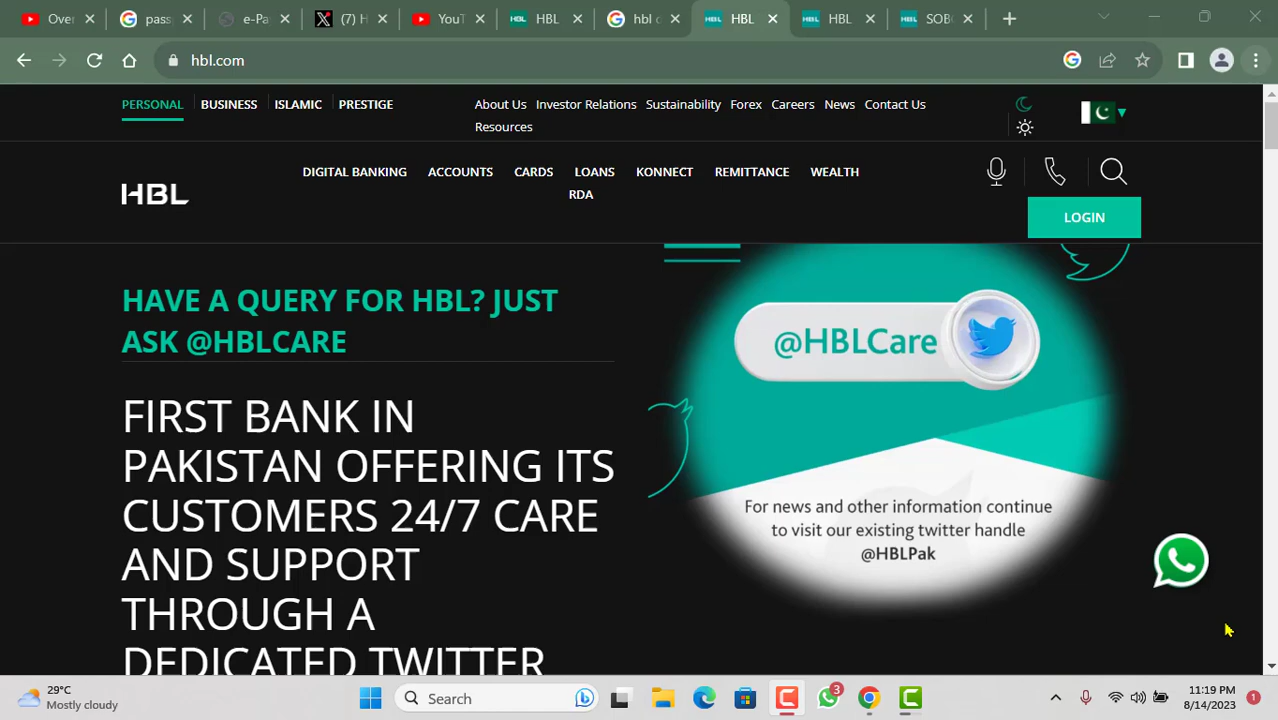 Over
pass
e-Pa
(7) H
YouT
HBL
hbl c
HBL
HBL
SOB
hbl.com
PERSONAL BUSINESS ISLAMIC PRESTIGE
About Us Investor Relations Sustainability Forex Careers News Contact Us
Resources
DIGITAL BANKING ACCOUNTS CARDS LOANS KONNECT REMITTANCE WEALTH
RDA
HBL
LOGIN
HAVE A QUERY FOR HBL? JUST
ASK @HBLCARE
FIRST BANK IN
PAKISTAN OFFERING ITS
CUSTOMERS 24/7 CARE
AND SUPPORT
THROUGH A
DEDICATED TWITTER
@HBLCare
For news and other information continue
to visit our existing twitter handle
@HBLPak
29°C
Mostly cloudy
Search
3
11:19 PM
8/14/2023
1